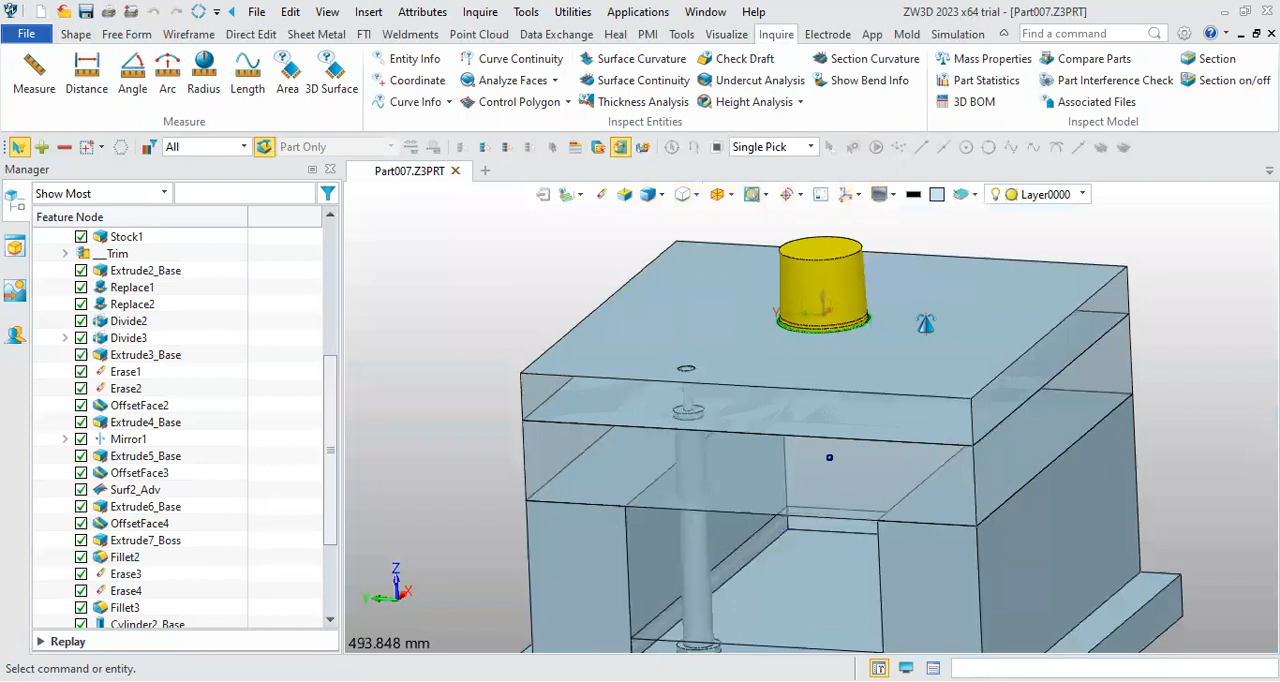 File Edit View Insert Attributes Inquire Tools Utilities Applications Window Help ZW3D 2023 x64 trial - [Part007.Z3PRT]
File Shape Free Form Wireframe Direct Edit Sheet Metal FTI Weldments Point Cloud Data Exchange Heal PMI Tools Visualize Inquire Electrode App Mold Simulation Find a command
Measure Distance Angle Arc Radius Length Area 3D Surface
Measure
Entity Info Curve Continuity Surface Curvature Check Draft Section Curvature
Coordinate Analyze Faces Surface Continuity Undercut Analysis Show Bend Info
Curve Info Control Polygon Thickness Analysis Height Analysis
Inspect Entities
Mass Properties Compare Parts Section
Part Statistics Part Interference Check Section on/off
3D BOM Associated Files
Inspect Model
All Part Only Single Pick
Manager
Part007.Z3PRT
Show Most
Layer0000
Feature Node
Stock1
__Trim
Extrude2_Base
Replace1
Replace2
Divide2
Divide3
Extrude3_Base
Erase1
Erase2
OffsetFace2
Extrude4_Base
Mirror1
Extrude5_Base
OffsetFace3
Surf2_Adv
Extrude6_Base
OffsetFace4
Extrude7_Boss
Fillet2
Erase3
Erase4
Fillet3
Cylinder2_Base
Replay
Y
Z
Y X
493.848 mm
Select command or entity.